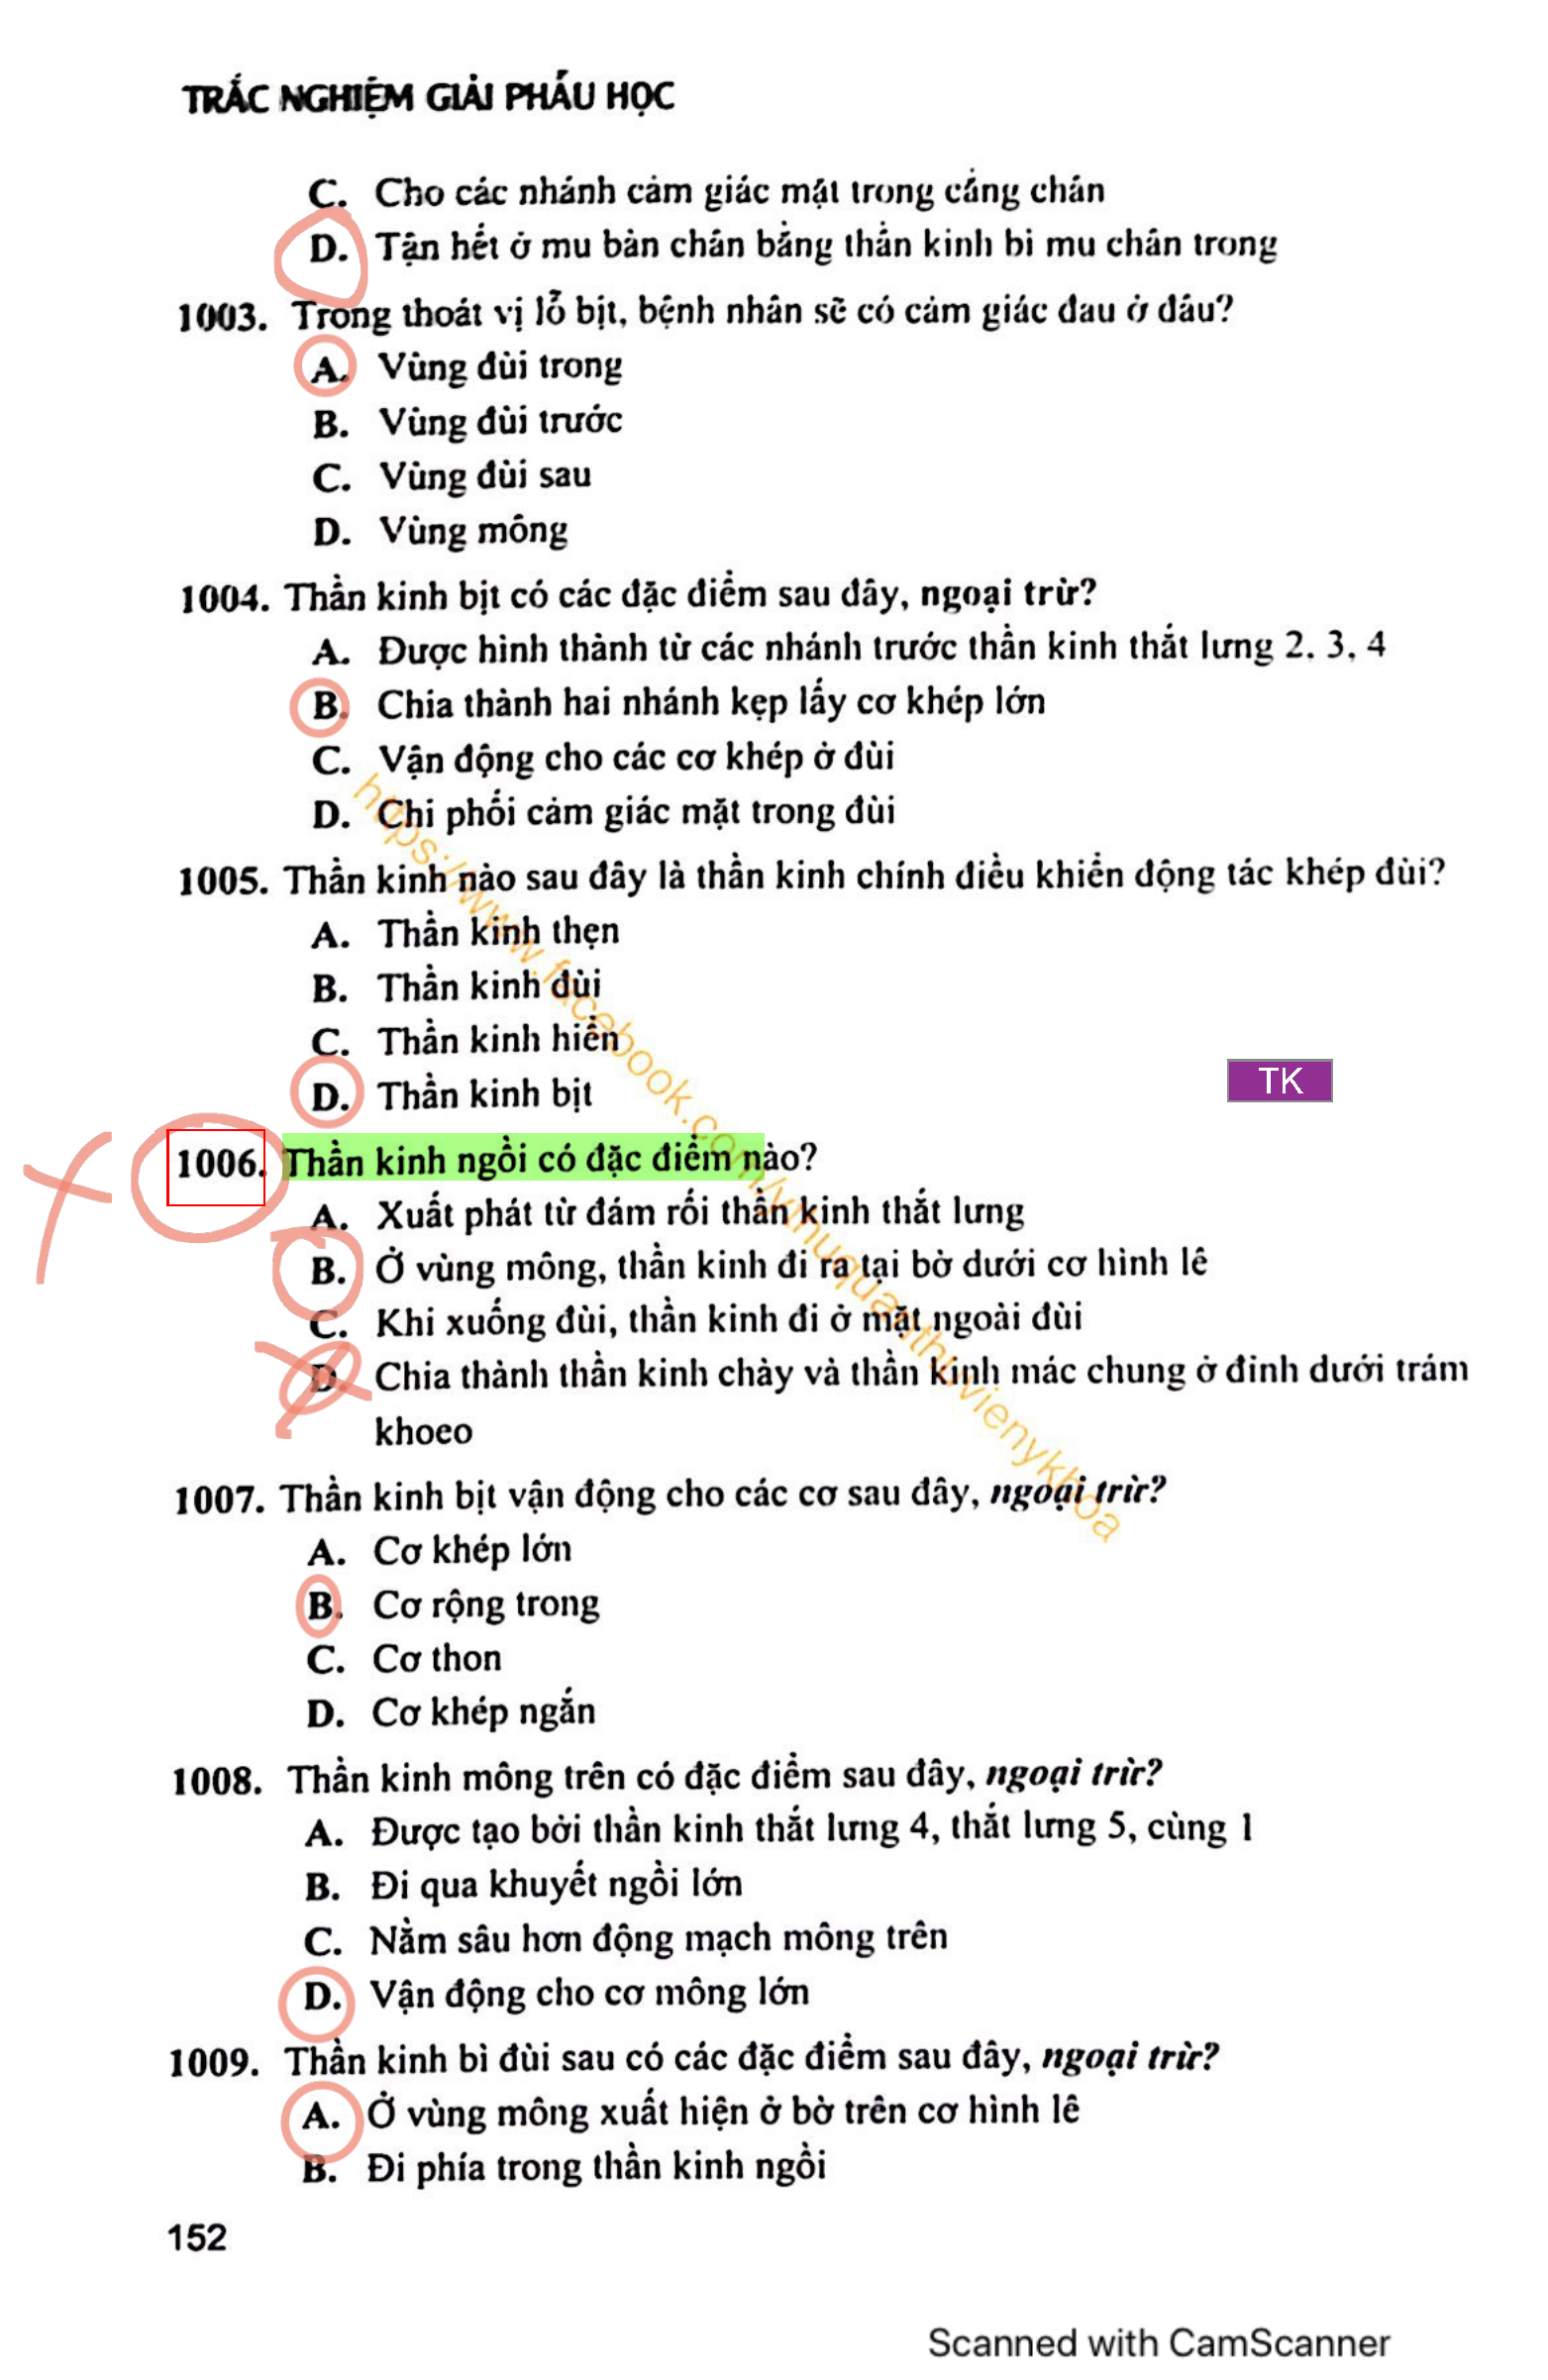 TRẮC NGHIỆM GIẢI PHẪU HỌC
C. Cho các nhánh cảm giác mặt trong cẳng chân
D. Tận hết ở mu bàn chân bằng thần kinh bì mu chân trong
1003. Trong thoát vị lỗ bịt, bệnh nhân sẽ có cảm giác đau ở đâu?
A. Vùng đùi trong
B. Vùng đùi trước
C. Vùng đùi sau
D. Vùng mông
1004. Thần kinh bịt có các đặc điểm sau đây, ngoại trừ?
A. Được hình thành từ các nhánh trước thần kinh thắt lưng 2, 3, 4
B. Chia thành hai nhánh kẹp lấy cơ khép lớn
C. Vận động cho các cơ khép ở đùi
D. Chi phối cảm giác mặt trong đùi
1005. Thần kinh nào sau đây là thần kinh chính điều khiển động tác khép đùi?
A. Thần kinh thẹn
B. Thần kinh đùi
C. Thần kinh hiển
D. Thần kinh bịt
TK
1006. Thần kinh ngồi có đặc điểm nào?
A. Xuất phát từ đám rối thần kinh thắt lưng
B. Ở vùng mông, thần kinh đi ra tại bờ dưới cơ hình lê
C. Khi xuống đùi, thần kinh đi ở mặt ngoài đùi
D. Chia thành thần kinh chày và thần kinh mác chung ở đỉnh dưới trám
khoeo
1007. Thần kinh bịt vận động cho các cơ sau đây, ngoại trừ?
A. Cơ khép lớn
B. Cơ rộng trong
C. Cơ thon
D. Cơ khép ngắn
1008. Thần kinh mông trên có đặc điểm sau đây, ngoại trừ?
A. Được tạo bởi thần kinh thắt lưng 4, thắt lưng 5, cùng 1
B. Đi qua khuyết ngồi lớn
C. Nằm sâu hơn động mạch mông trên
D. Vận động cho cơ mông lớn
1009. Thần kinh bì đùi sau có các đặc điểm sau đây, ngoại trừ?
A. Ở vùng mông xuất hiện ở bờ trên cơ hình lê
B. Đi phía trong thần kinh ngồi
152
https://www.facebook.com/ythuquanthuvienykhoa
Scanned with CamScanner